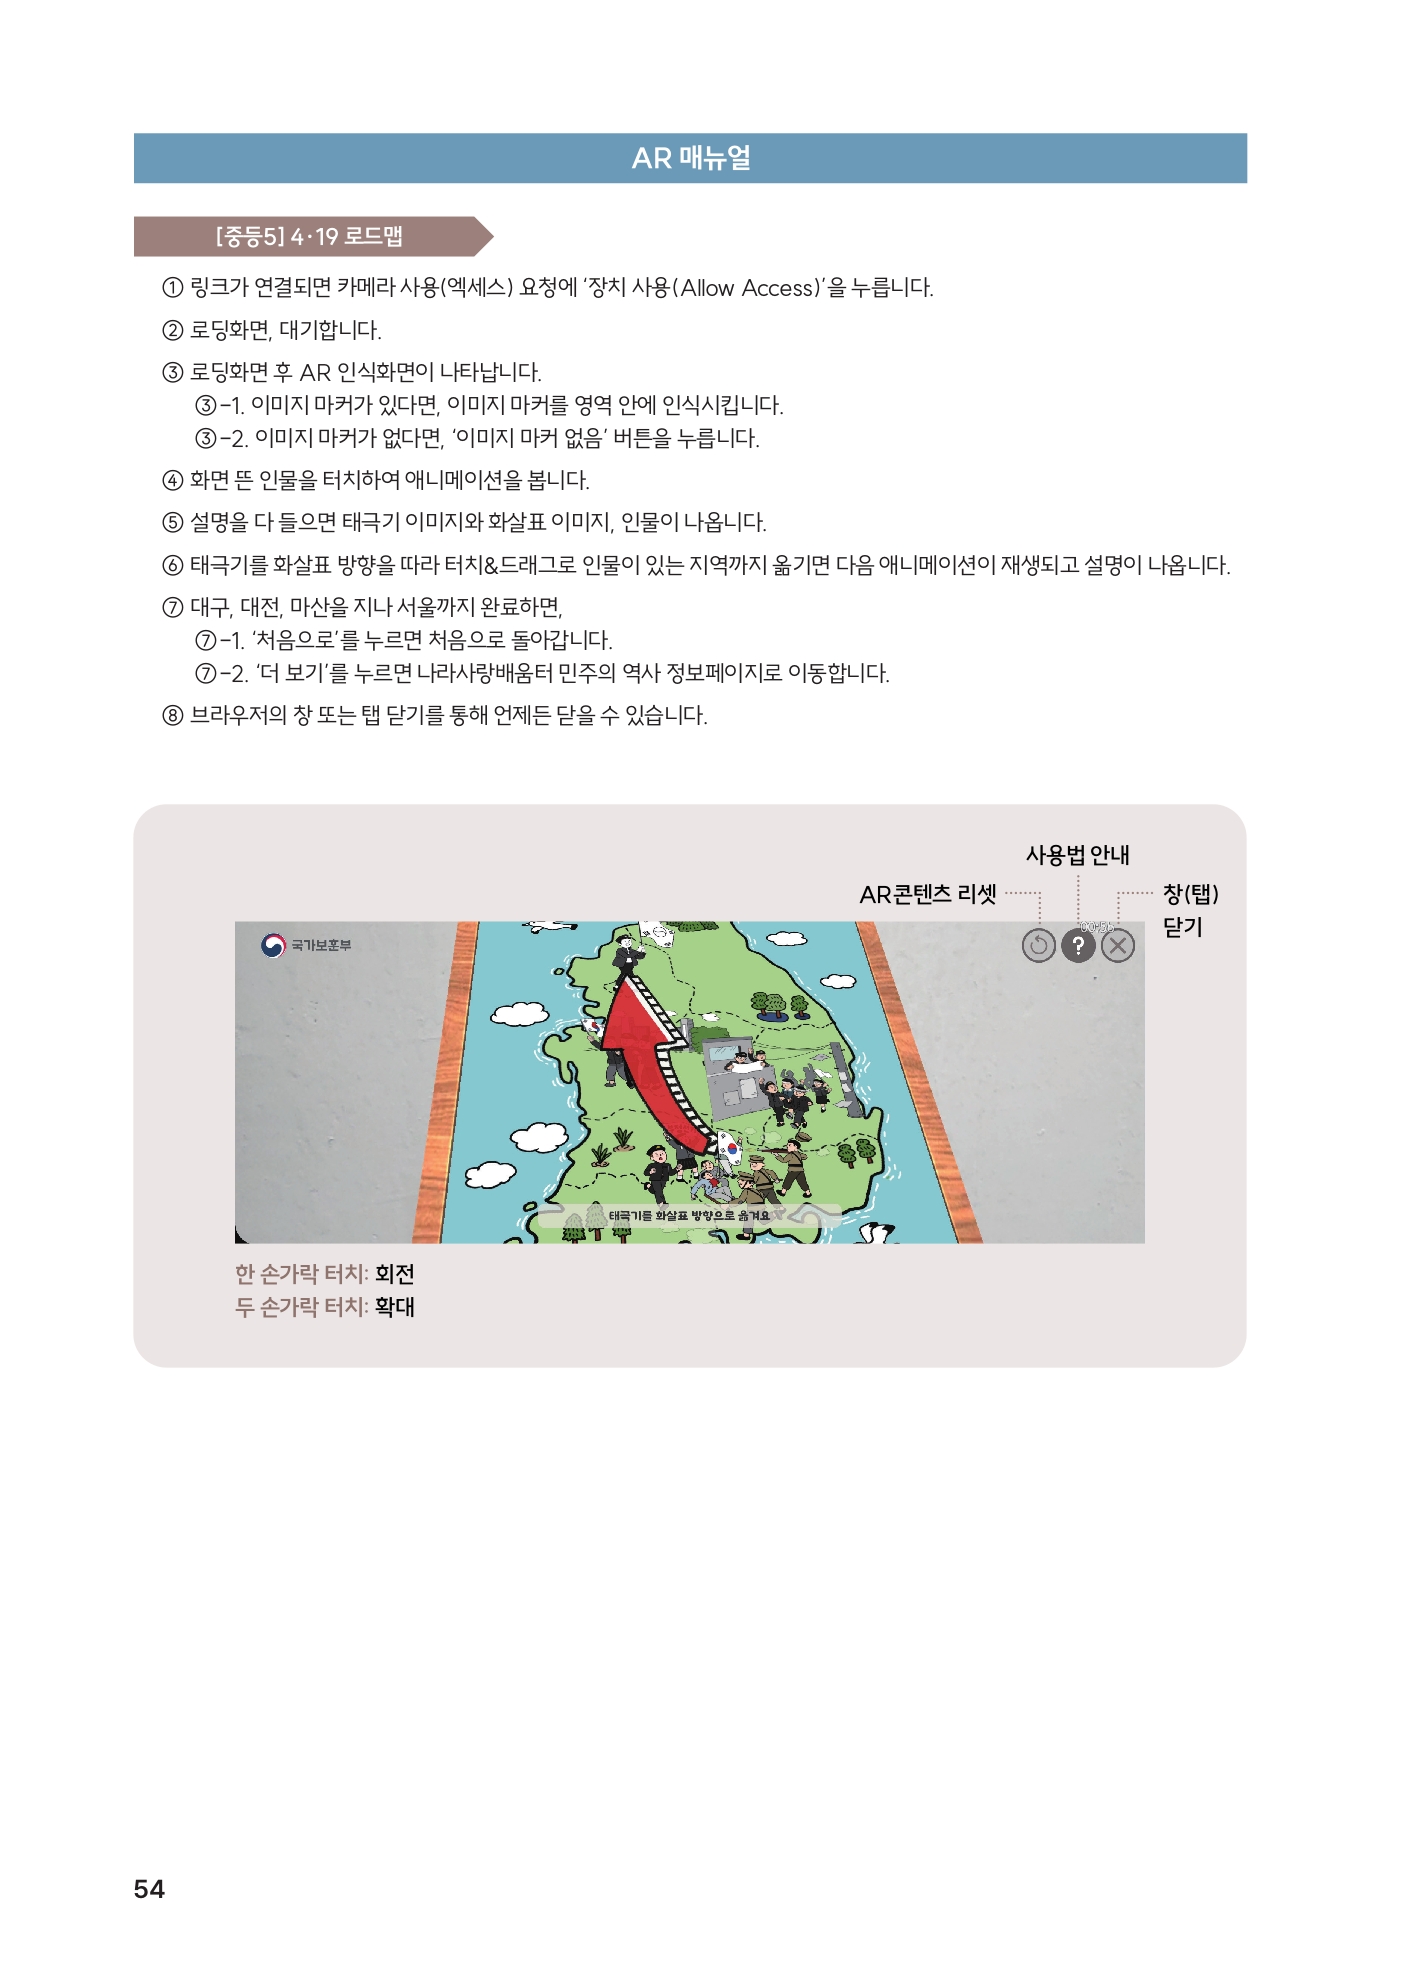 AR 매뉴얼
[중등5] 4·19 로드맵
① 링크가 연결되면 카메라 사용(엑세스) 요청에 ‘장치 사용(Allow Access)’을 누릅니다.
② 로딩화면, 대기합니다.
③ 로딩화면 후 AR 인식화면이 나타납니다.
③-1. 이미지 마커가 있다면, 이미지 마커를 영역 안에 인식시킵니다.
③-2. 이미지 마커가 없다면, ‘이미지 마커 없음’ 버튼을 누릅니다.
④ 화면 뜬 인물을 터치하여 애니메이션을 봅니다.
⑤ 설명을 다 들으면 태극기 이미지와 화살표 이미지, 인물이 나옵니다.
⑥ 태극기를 화살표 방향을 따라 터치&드래그로 인물이 있는 지역까지 옮기면 다음 애니메이션이 재생되고 설명이 나옵니다.
⑦ 대구, 대전, 마산을 지나 서울까지 완료하면,
⑦-1. ‘처음으로’를 누르면 처음으로 돌아갑니다.
⑦-2. ‘더 보기’를 누르면 나라사랑배움터 민주의 역사 정보페이지로 이동합니다.
⑧ 브라우저의 창 또는 탭 닫기를 통해 언제든 닫을 수 있습니다.
사용법 안내
AR콘텐츠 리셋
창(탭)
닫기
국가보훈부
?
태극기를 화살표 방향으로 옮겨요
한 손가락 터치: 회전
두 손가락 터치: 확대
54